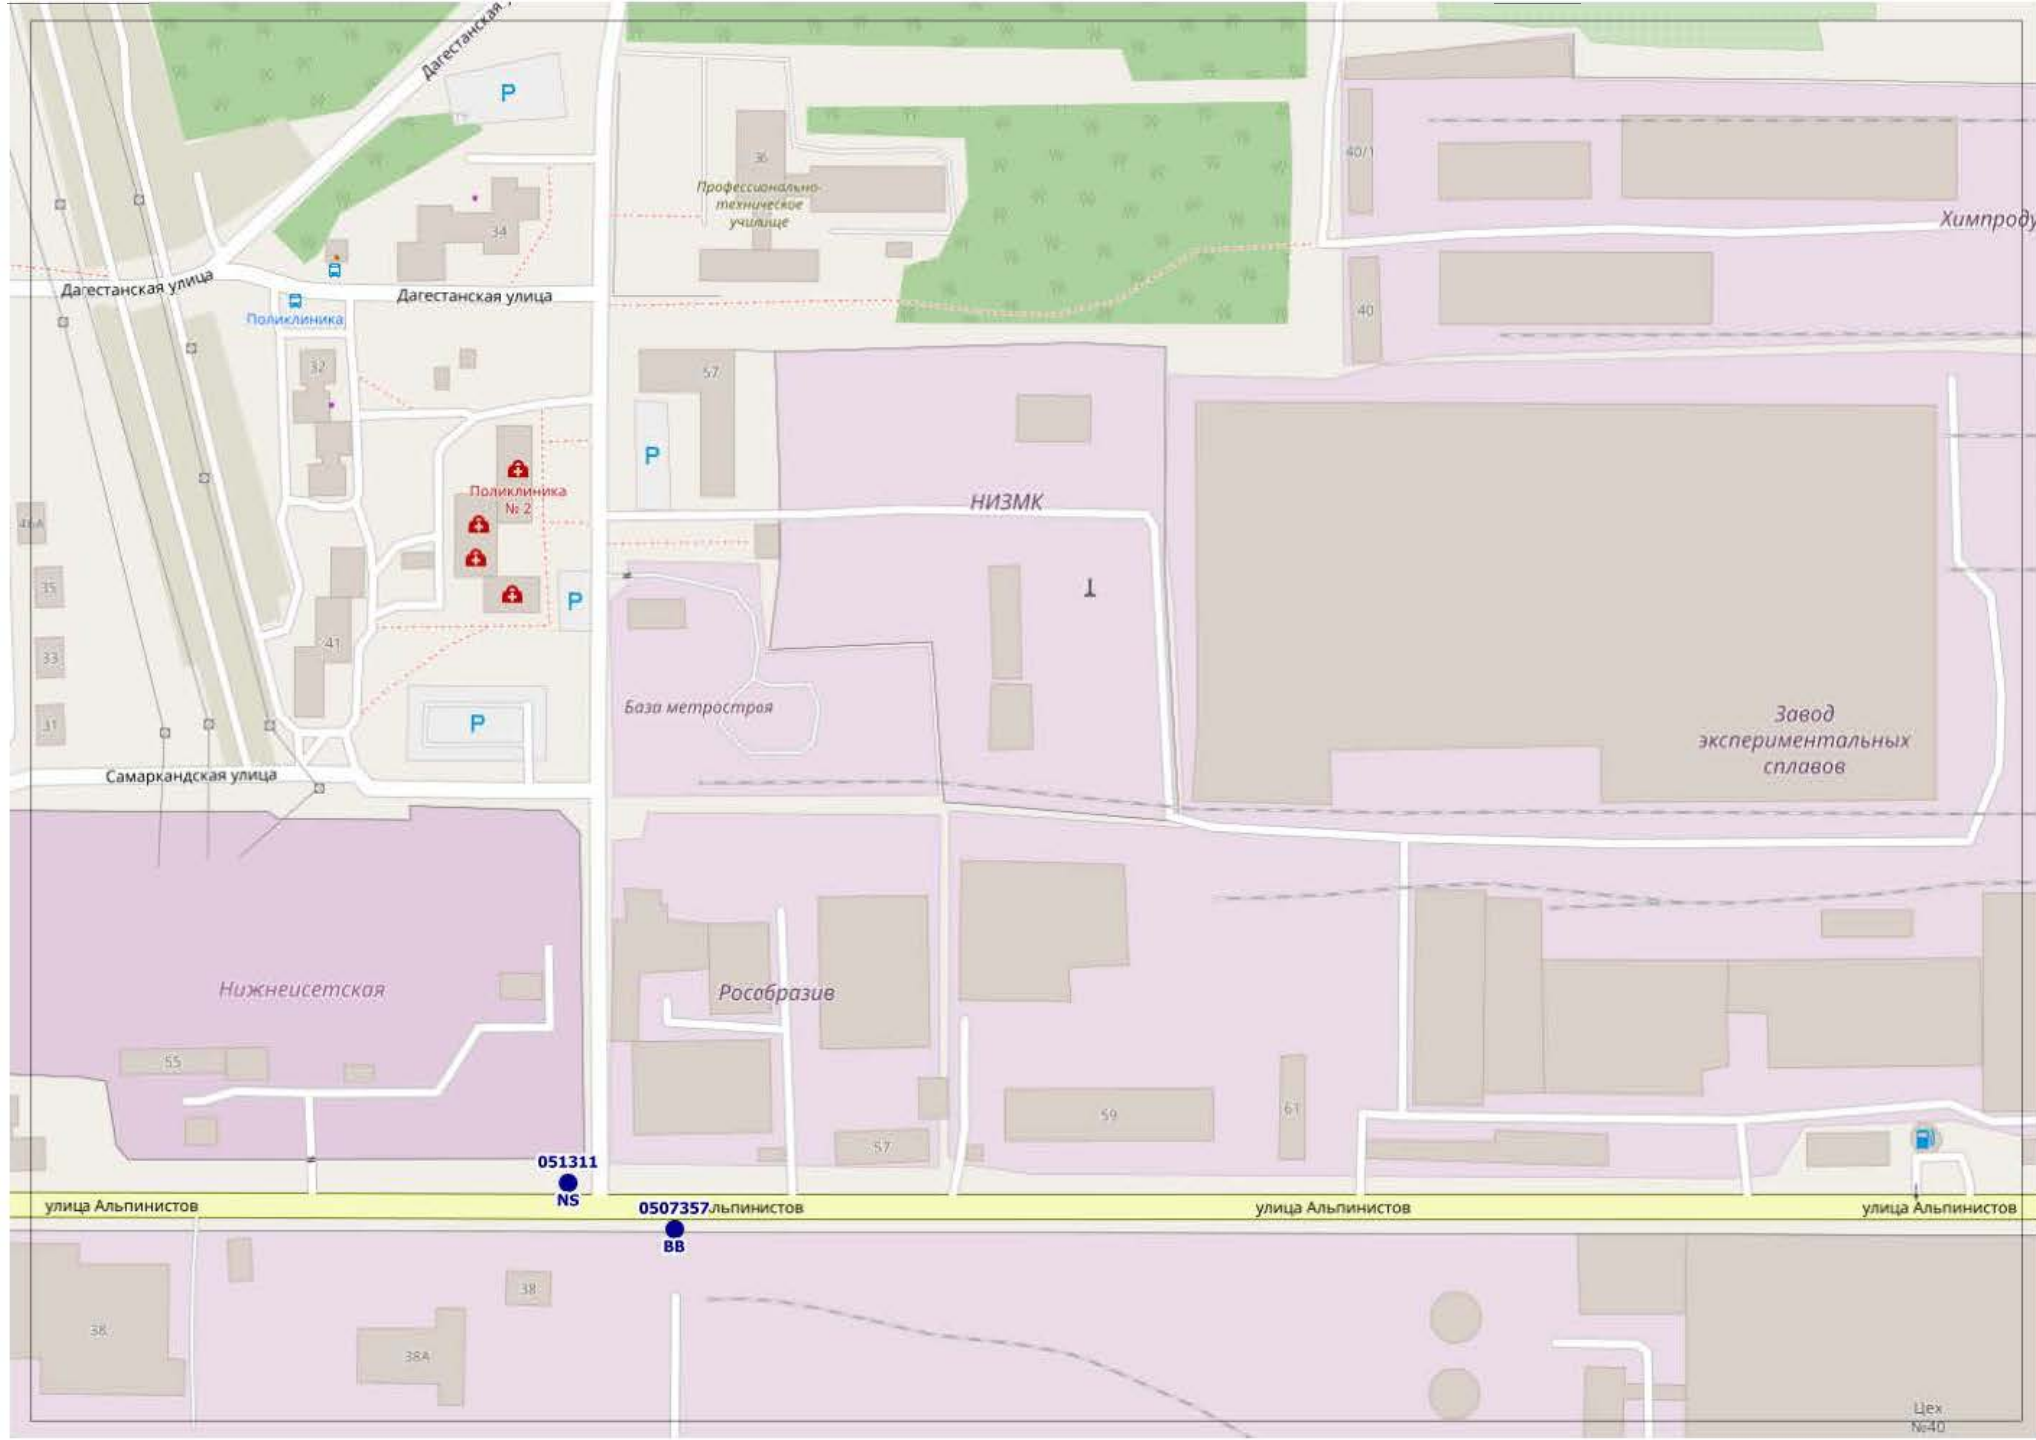 Дагестанская у
P
40/1
36
Профессионально-
техническое
училище
34
Химпроду
Дагестанская улица
Дагестанская улица
Поликлиника
40
32
57
P
Поликлиника
№ 2
НИЗМК
46А
35
P
41
33
База метростроя
31
P
Завод
экспериментальных
сплавов
Самаркандская улица
Нижнеисетская
Рособразив
55
59
61
57
051311
NS
улица Альпинистов
0507357
льпинистов
улица Альпинистов
улица Альпинистов
BB
38
38
38А
Цех
№40